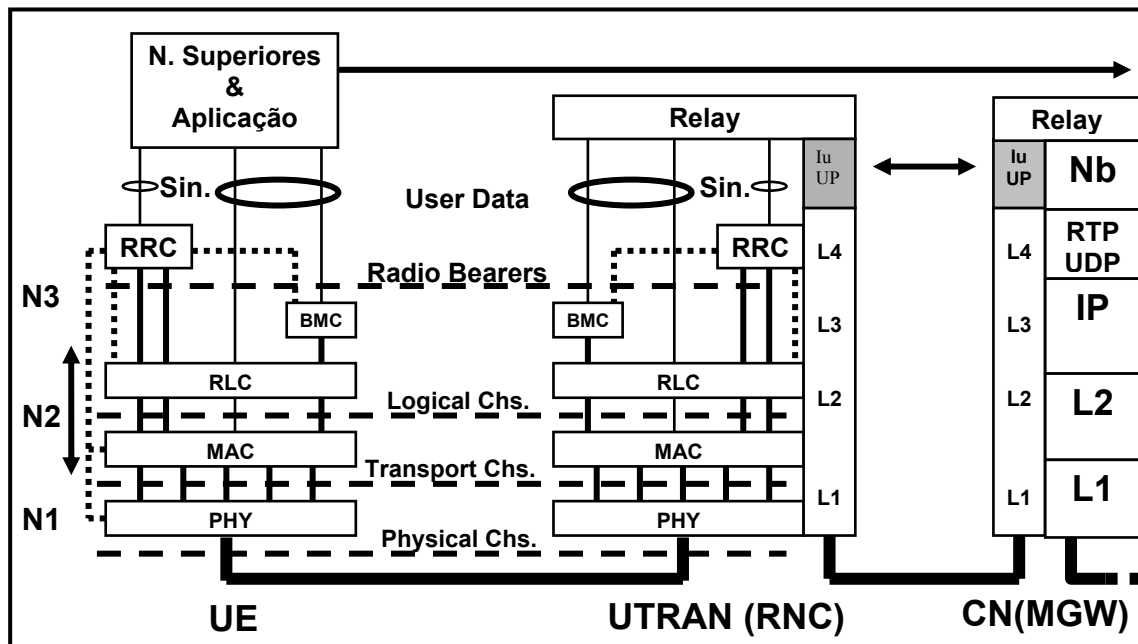 N. Superiores
&
Aplicação
Relay
Relay
Iu
UP
Iu
UP
Nb
Sin.
User Data
Sin.
RRC
RRC
L4
L4
RTP
UDP
Radio Bearers
N3
BMC
BMC
L3
L3
IP
RLC
RLC
N2
Logical Chs.
L2
L2
L2
MAC
MAC
Transport Chs.
N1
PHY
PHY
L1
L1
L1
Physical Chs.
UE
UTRAN (RNC)
CN(MGW)